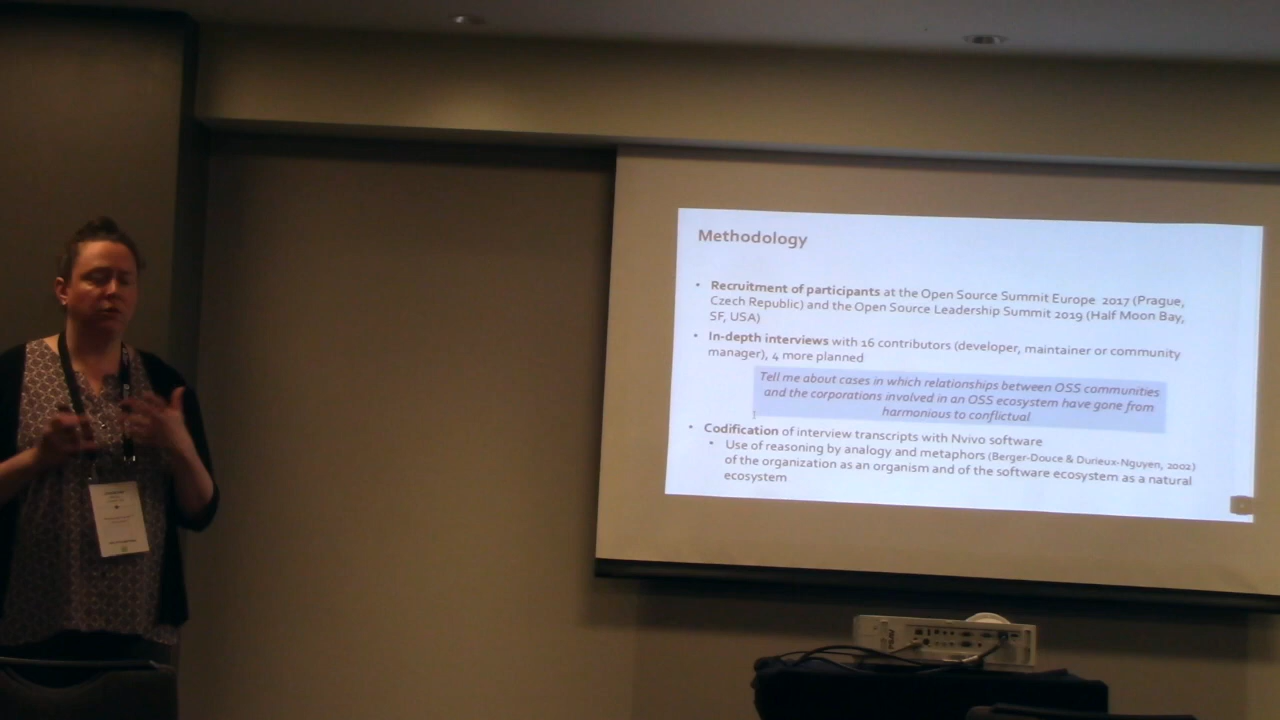 Methodology
• Recruitment of participants at the Open Source Summit Europe 2017 (Prague,
Czech Republic) and the Open Source Leadership Summit 2019 (Half Moon Bay,
SF, USA)
• In-depth interviews with 16 contributors (developer, maintainer or community
manager), 4 more planned
Tell me about cases in which relationships between OSS communities
and the corporations involved in an OSS ecosystem have gone from
harmonious to conflictual
• Codification of interview transcripts with Nvivo software
• Use of reasoning by analogy and metaphors (Berger-Douce & Durieux-Nguyen, 2002)
of the organization as an organism and of the software ecosystem as a natural
ecosystem